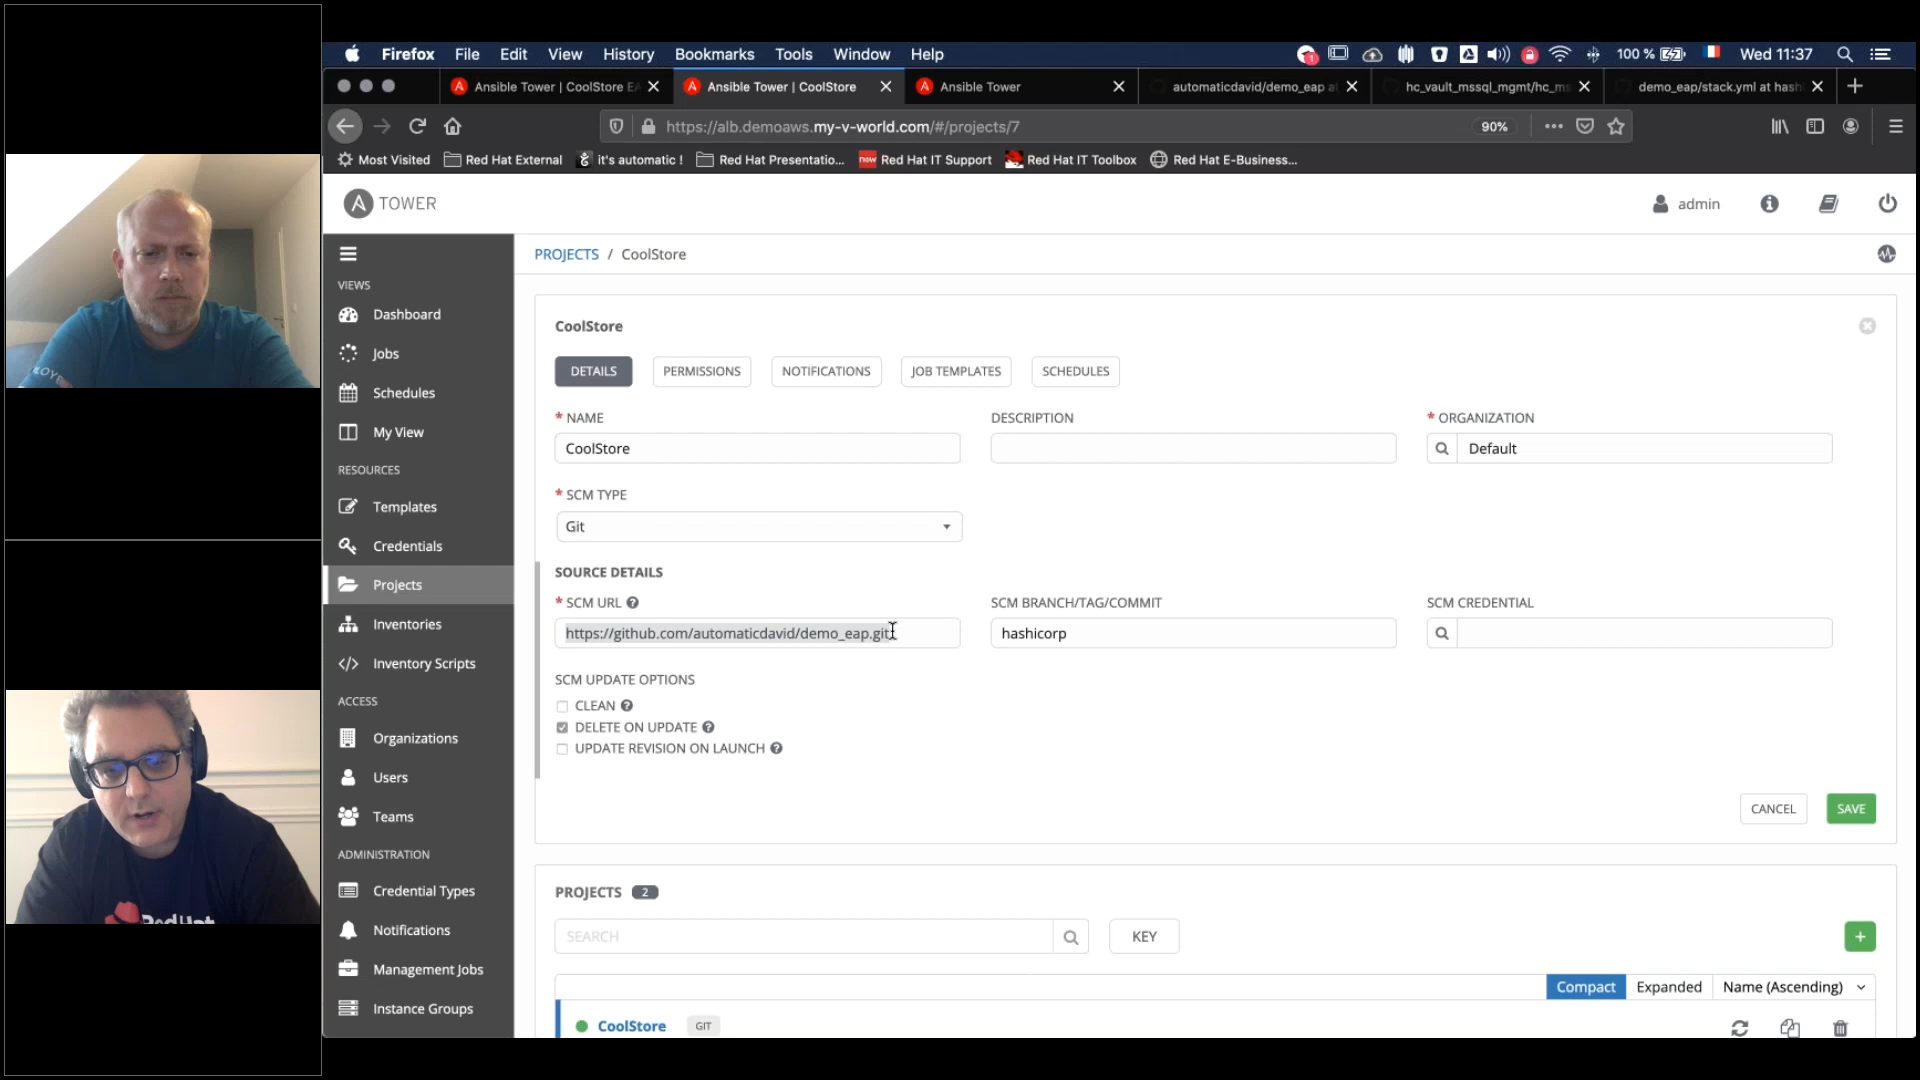 Firefox File Edit View History Bookmarks Tools Window Help
1 100 % Wed 11:37
Ansible Tower | CoolStore EA
Ansible Tower | CoolStore
Ansible Tower
automaticdavid/demo_eap a
hc_vault_mssql_mgmt/hc_ms
demo_eap/stack.yml at hash
https://alb.demoaws.my-v-world.com/#/projects/7
90%
Most Visited
Red Hat External
it's automatic !
Red Hat Presentatio...
Red Hat IT Support
Red Hat IT Toolbox
Red Hat E-Business...
A TOWER
admin
VIEWS
Dashboard
Jobs
Schedules
My View
RESOURCES
Templates
Credentials
Projects
Inventories
Inventory Scripts
ACCESS
Organizations
Users
Teams
ADMINISTRATION
Credential Types
Notifications
Management Jobs
Instance Groups
PROJECTS / CoolStore
CoolStore
DETAILS
PERMISSIONS
NOTIFICATIONS
JOB TEMPLATES
SCHEDULES
* NAME
CoolStore
DESCRIPTION
* ORGANIZATION
Default
* SCM TYPE
Git
SOURCE DETAILS
* SCM URL
https://github.com/automaticdavid/demo_eap.git
SCM BRANCH/TAG/COMMIT
hashicorp
SCM CREDENTIAL
SCM UPDATE OPTIONS
CLEAN
DELETE ON UPDATE
UPDATE REVISION ON LAUNCH
CANCEL
SAVE
PROJECTS 2
SEARCH
KEY
+
Compact
Expanded
Name (Ascending)
CoolStore
GIT